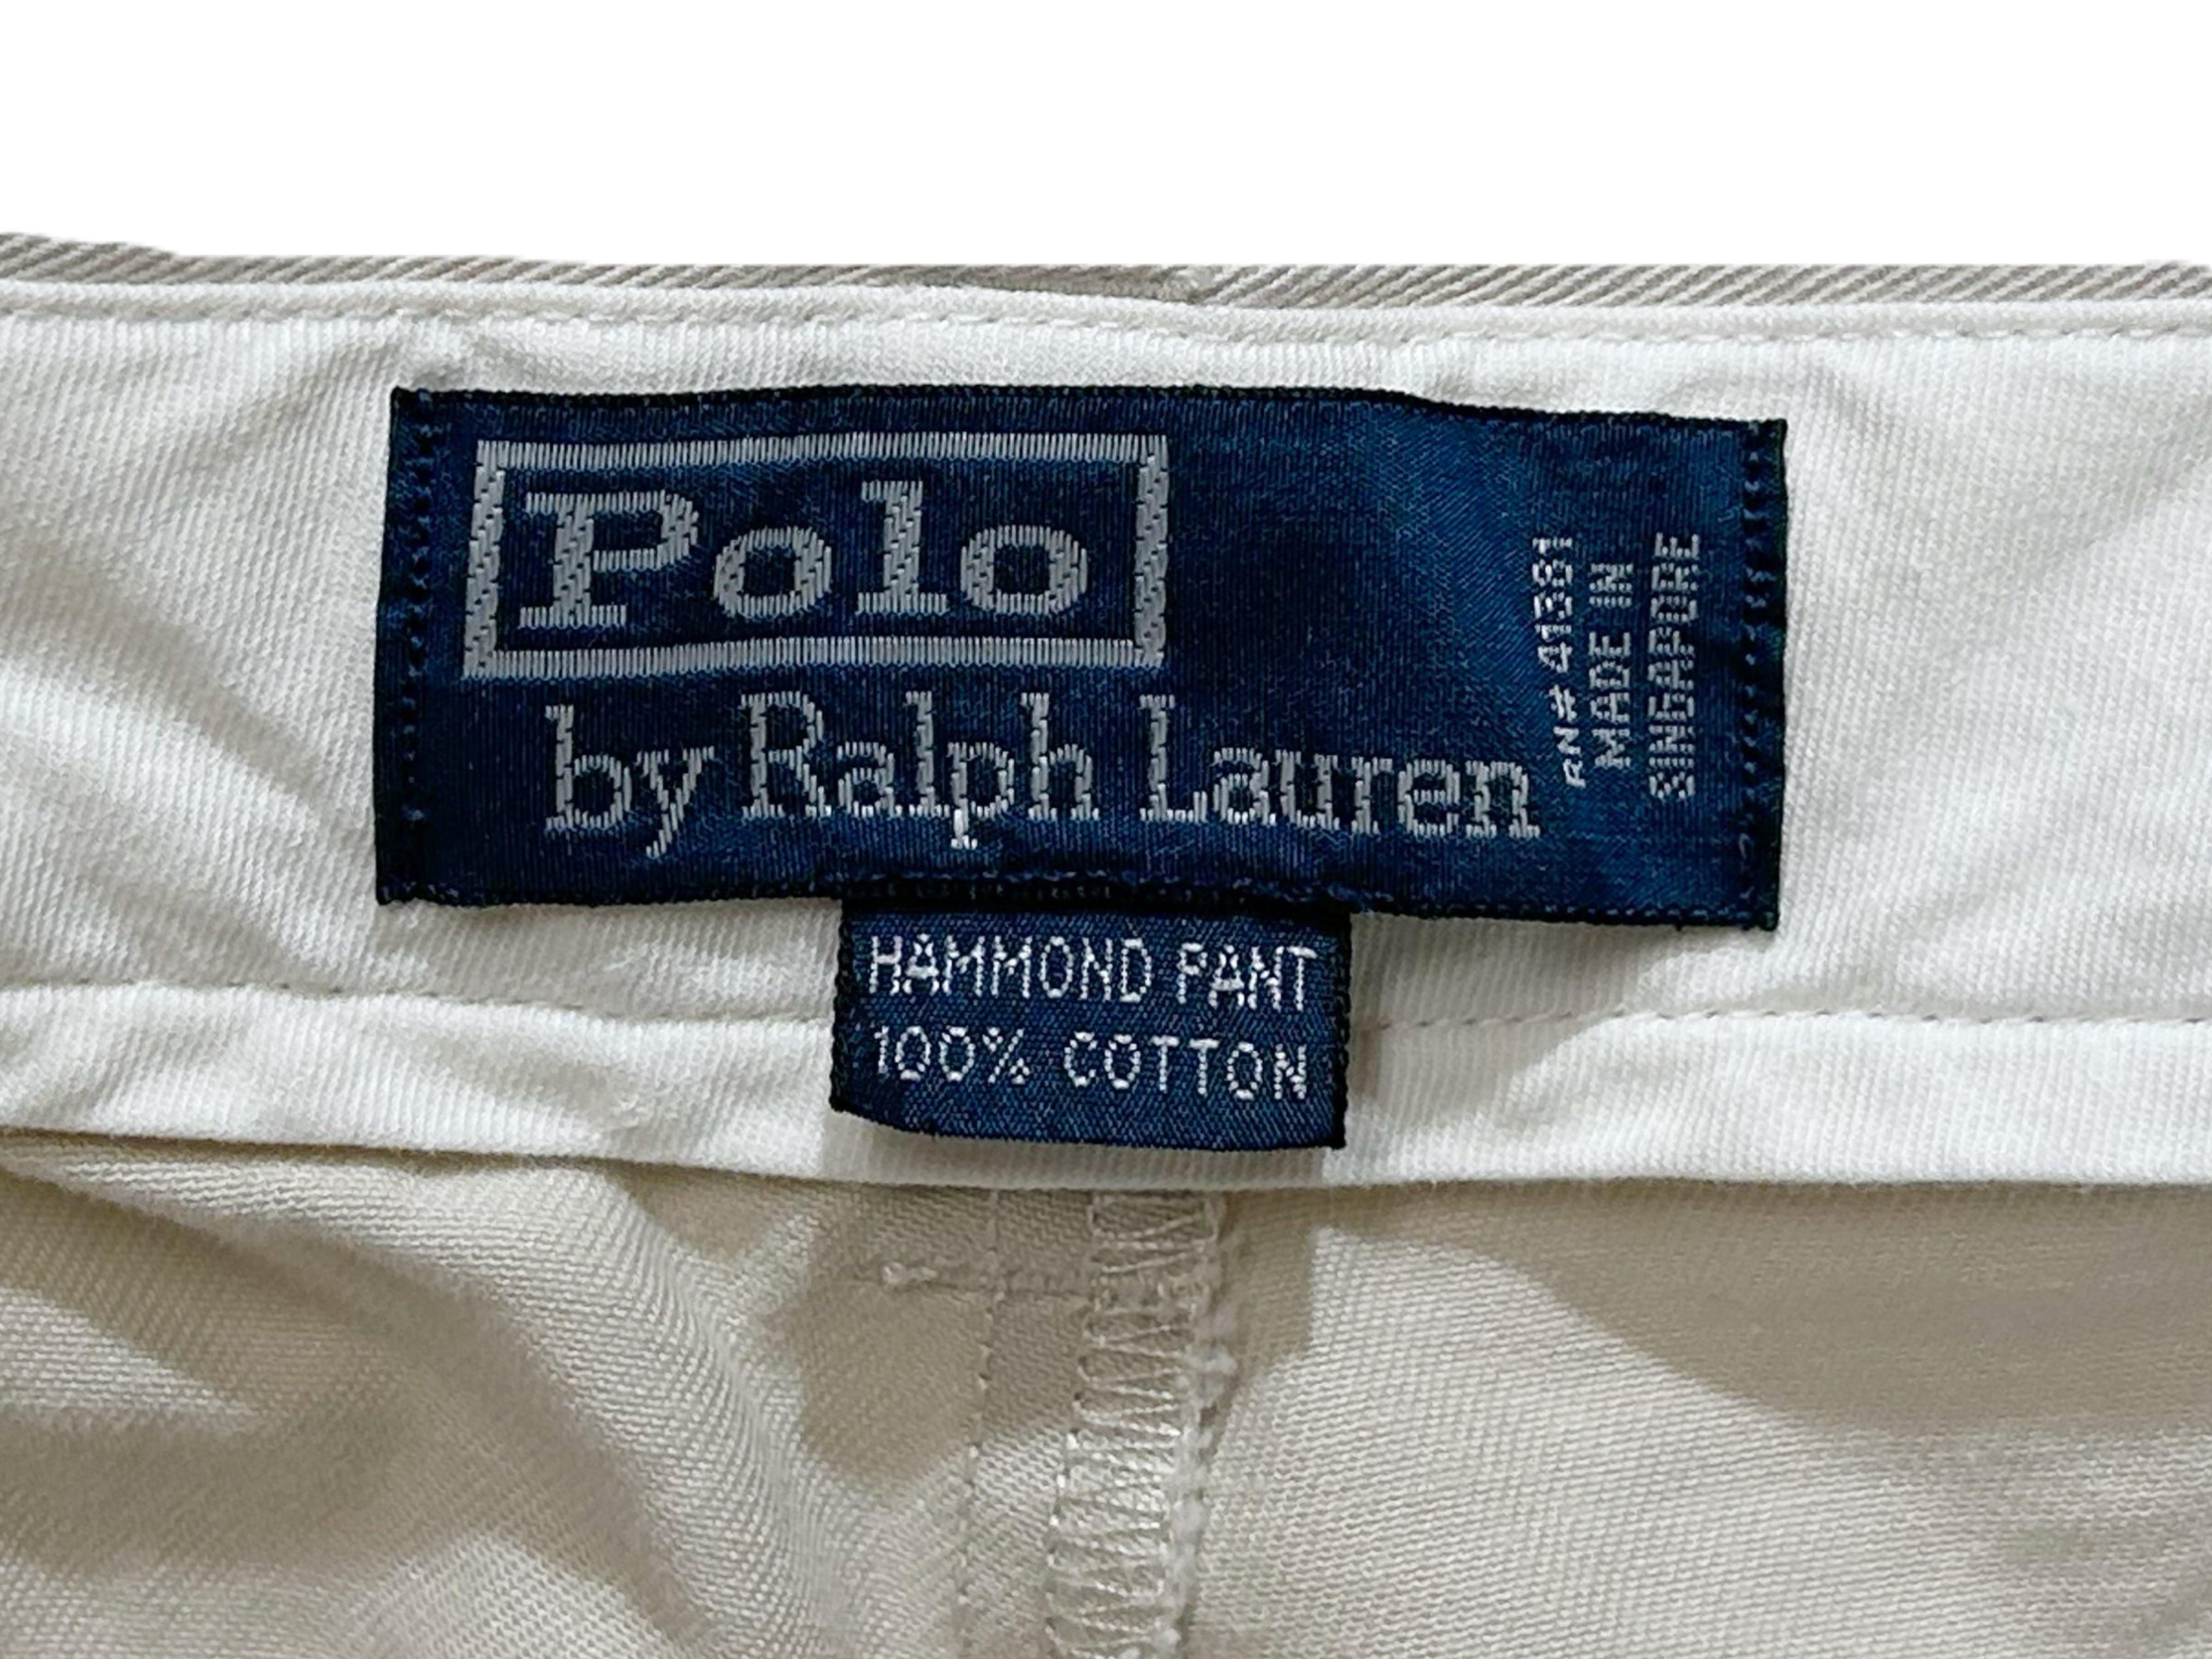 Polo
by Ralph Lauren
RN# 41381
MADE IN
SINGAPORE
HAMMOND PANT
100% COTTON